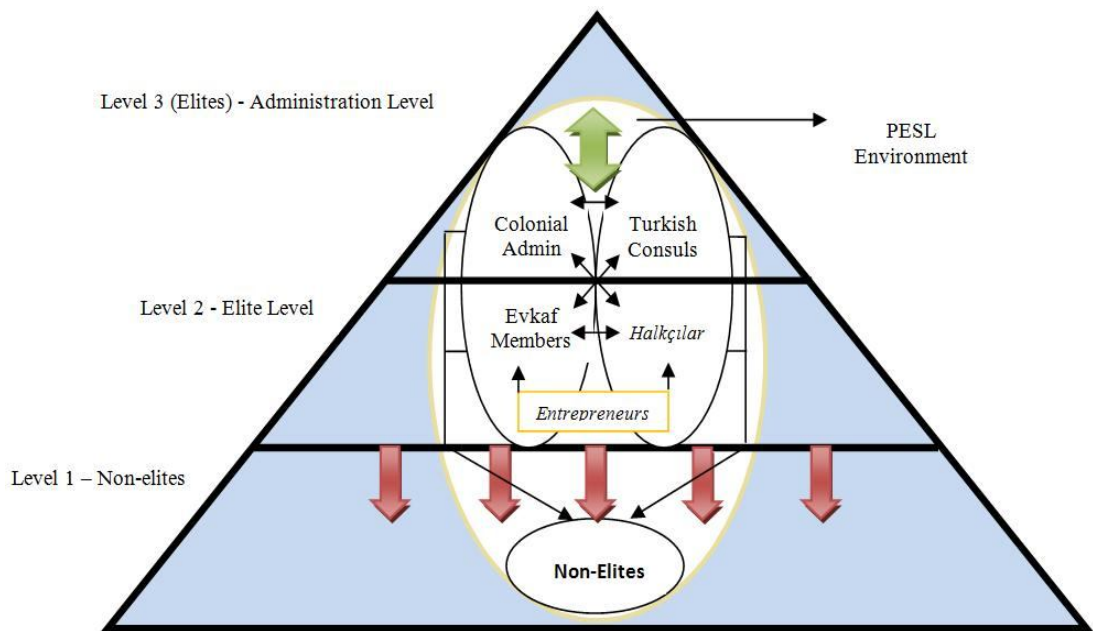 Level 3 (Elites) - Administration Level
PESL
Environment
Colonial
Admin
Turkish
Consuls
Level 2 - Elite Level
Evkaf
Members
Halkçılar
Entrepreneurs
Level 1 – Non-elites
Non-Elites